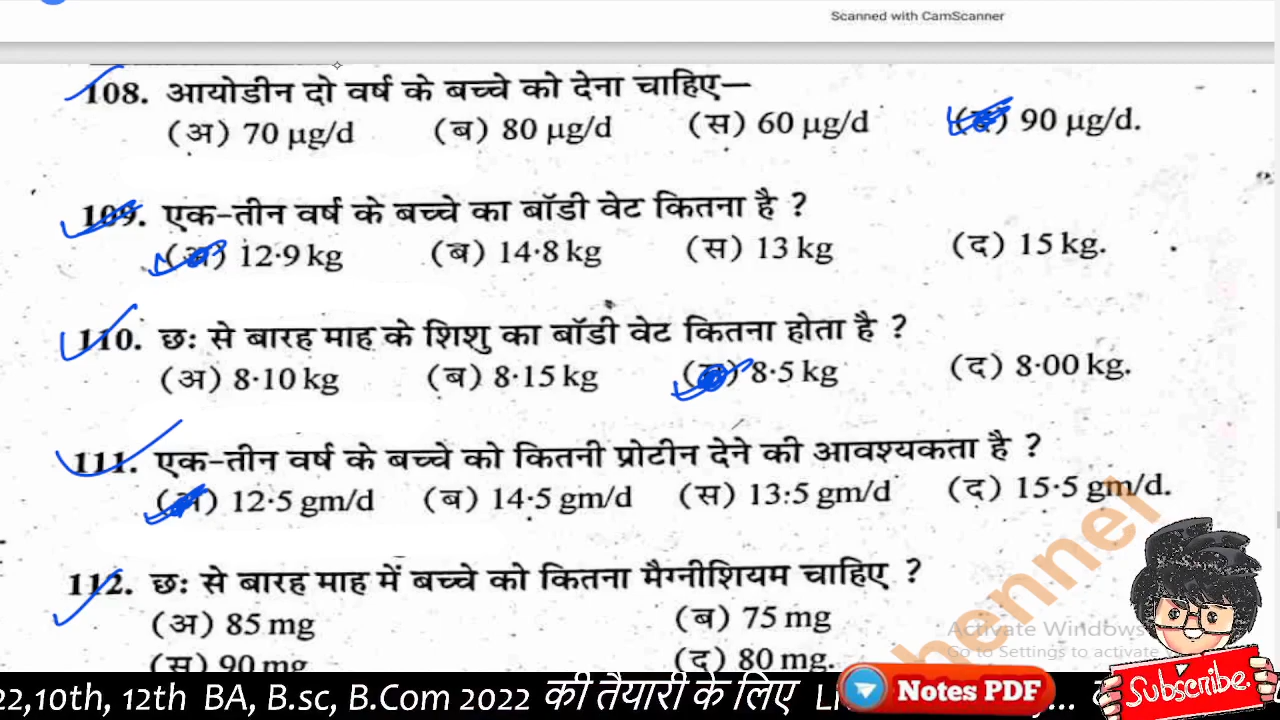 Scanned with CamScanner
108. आयोडीन दो वर्ष के बच्चे को देना चाहिए—
(अ) 70 µg/d (ब) 80 µg/d (स) 60 µg/d (द) 90 µg/d.
109. एक-तीन वर्ष के बच्चे का बॉडी वेट कितना है ?
(अ) 12·9 kg (ब) 14·8 kg (स) 13 kg (द) 15 kg.
110. छः से बारह माह के शिशु का बॉडी वेट कितना होता है ?
(अ) 8·10 kg (ब) 8·15 kg (स) 8·5 kg (द) 8·00 kg.
111. एक-तीन वर्ष के बच्चे को कितनी प्रोटीन देने की आवश्यकता है ?
(अ) 12·5 gm/d (ब) 14·5 gm/d (स) 13:5 gm/d (द) 15·5 gm/d.
112. छः से बारह माह में बच्चे को कितना मैग्नीशियम चाहिए ?
(अ) 85 mg (ब) 75 mg
(स) 90 mg (द) 80 mg.
hennel
Activate Windows
Go to Settings to activate
22,10th, 12th BA, B.sc, B.Com 2022 की तैयारी के लिए
Notes PDF
Subscribe.